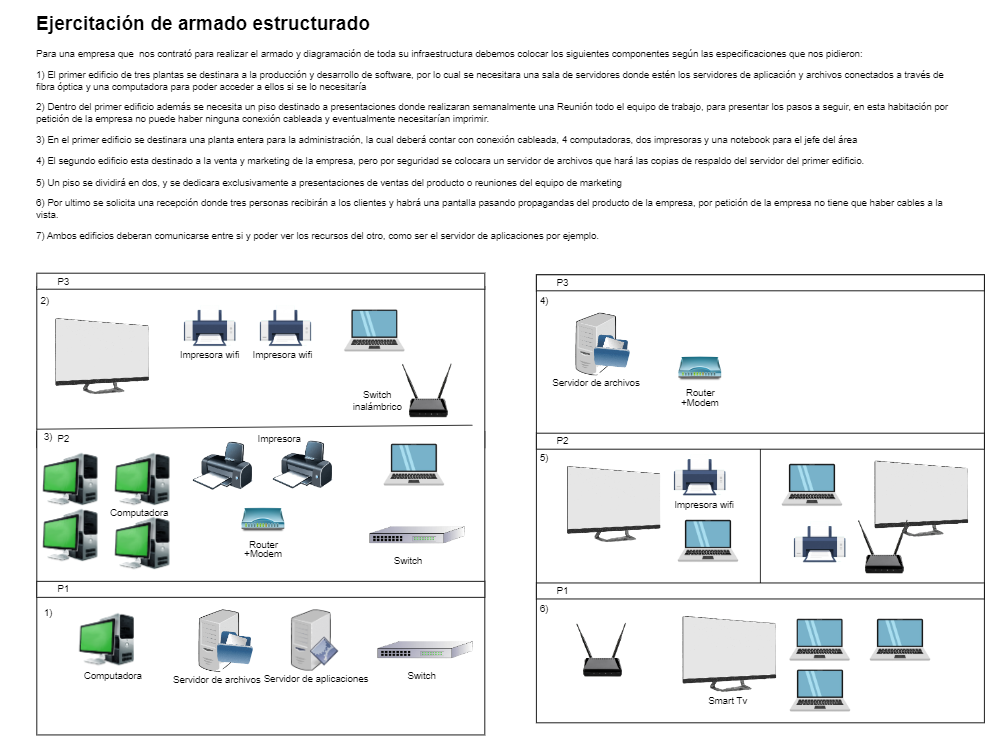 Ejercitación de armado estructurado
Para una empresa que  nos contrató para realizar el armado y diagramación de toda su infraestructura debemos colocar los siguientes componentes según las especificaciones que nos pidieron:
1) El primer edificio de tres plantas se destinara a la producción y desarrollo de software, por lo cual se necesitara una sala de servidores donde estén los servidores de aplicación y archivos conectados a través de
fibra óptica y una computadora para poder acceder a ellos si se lo necesitaría
2) Dentro del primer edificio además se necesita un piso destinado a presentaciones donde realizaran semanalmente una Reunión todo el equipo de trabajo, para presentar los pasos a seguir, en esta habitación por
petición de la empresa no puede haber ninguna conexión cableada y eventualmente necesitarían imprimir.
3) En el primer edificio se destinara una planta entera para la administración, la cual deberá contar con conexión cableada, 4 computadoras, dos impresoras y una notebook para el jefe del área
4) El segundo edificio esta destinado a la venta y marketing de la empresa, pero por seguridad se colocara un servidor de archivos que hará las copias de respaldo del servidor del primer edificio.
5) Un piso se dividirá en dos, y se dedicara exclusivamente a presentaciones de ventas del producto o reuniones del equipo de marketing
6) Por ultimo se solicita una recepción donde tres personas recibirán a los clientes y habrá una pantalla pasando propagandas del producto de la empresa, por petición de la empresa no tiene que haber cables a la
vista.
7) Ambos edificios deberan comunicarse entre si y poder ver los recursos del otro, como ser el servidor de aplicaciones por ejemplo.
P3
2)
Impresora wifi
Impresora wifi
Switch
inalámbrico
3) P2
Impresora
Computadora
Router
+Modem
Switch
P1
1)
Computadora
Servidor de archivos
Servidor de aplicaciones
Switch
P3
4)
Servidor de archivos
Router
+Modem
P2
5)
Impresora wifi
P1
6)
Smart Tv